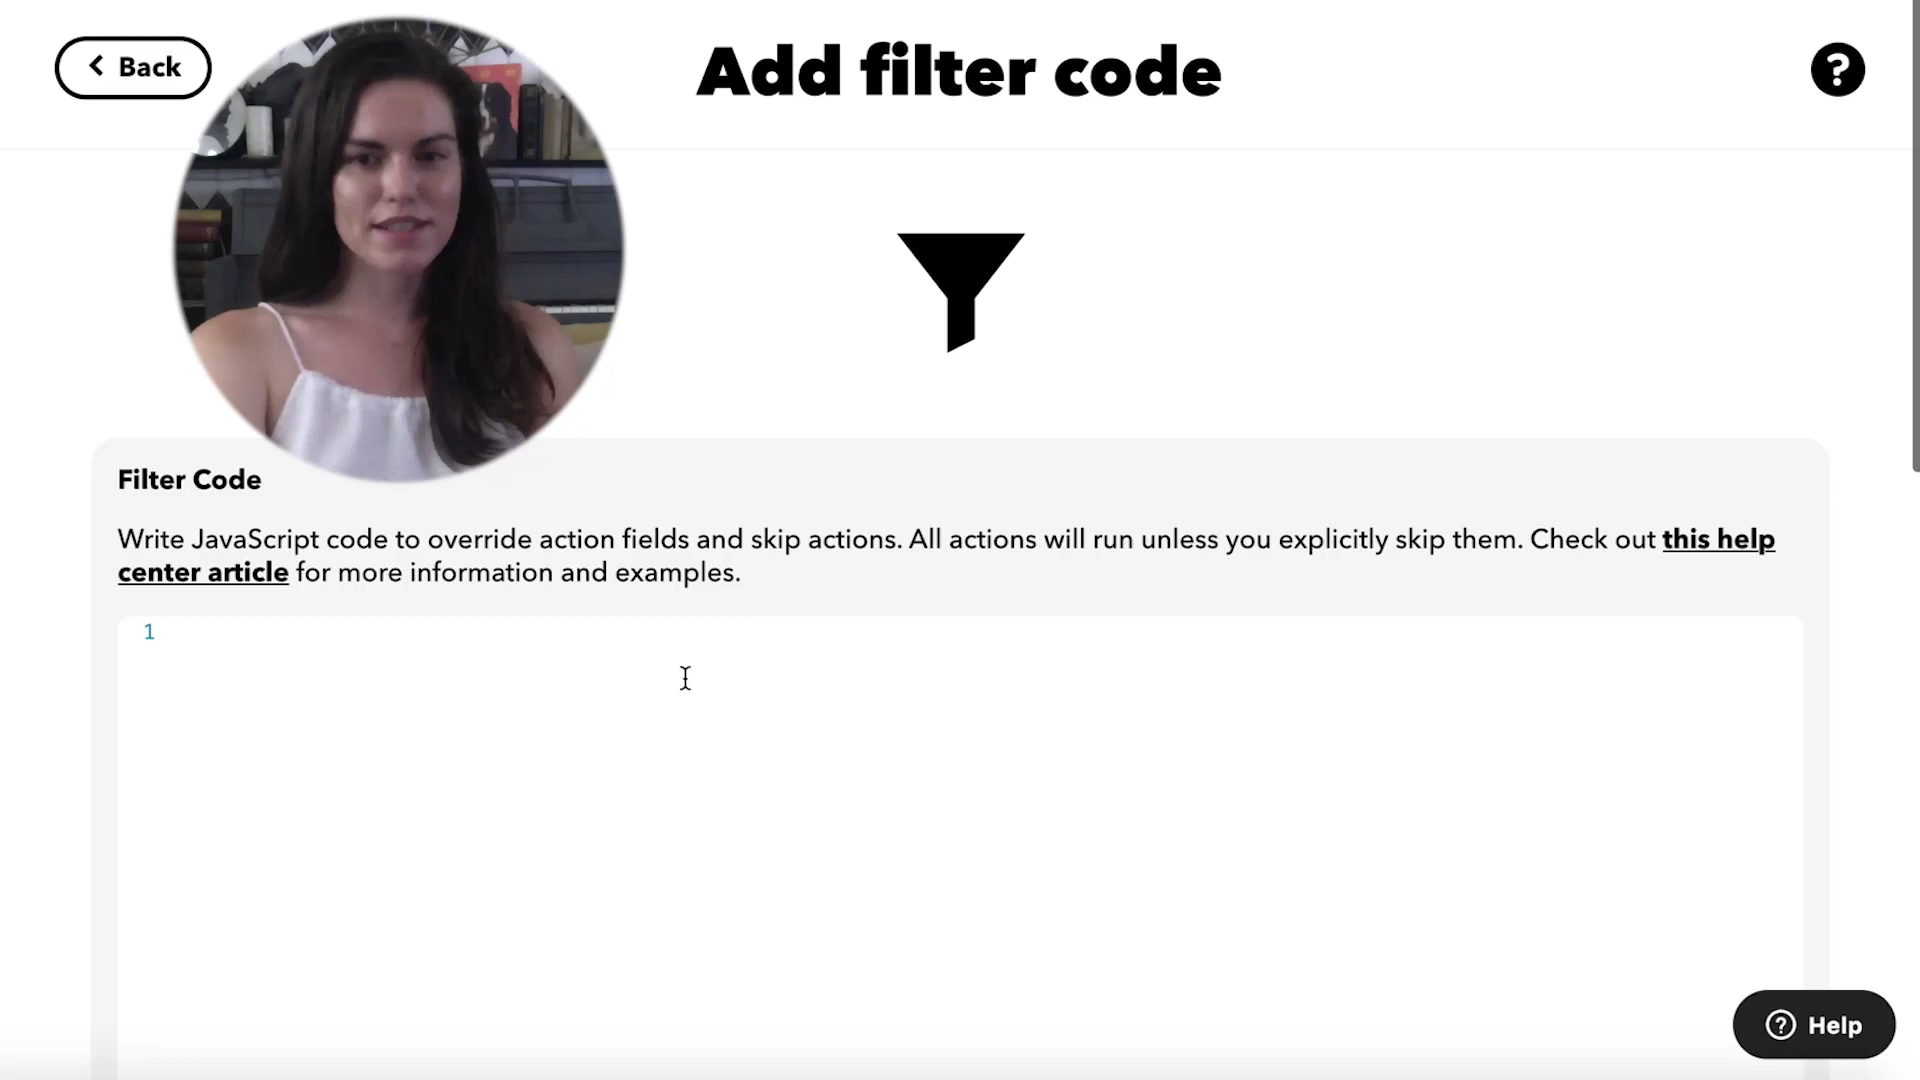 Back
Add filter code
?
Filter Code
Write JavaScript code to override action fields and skip actions. All actions will run unless you explicitly skip them. Check out this help
center article for more information and examples.
1
? Help